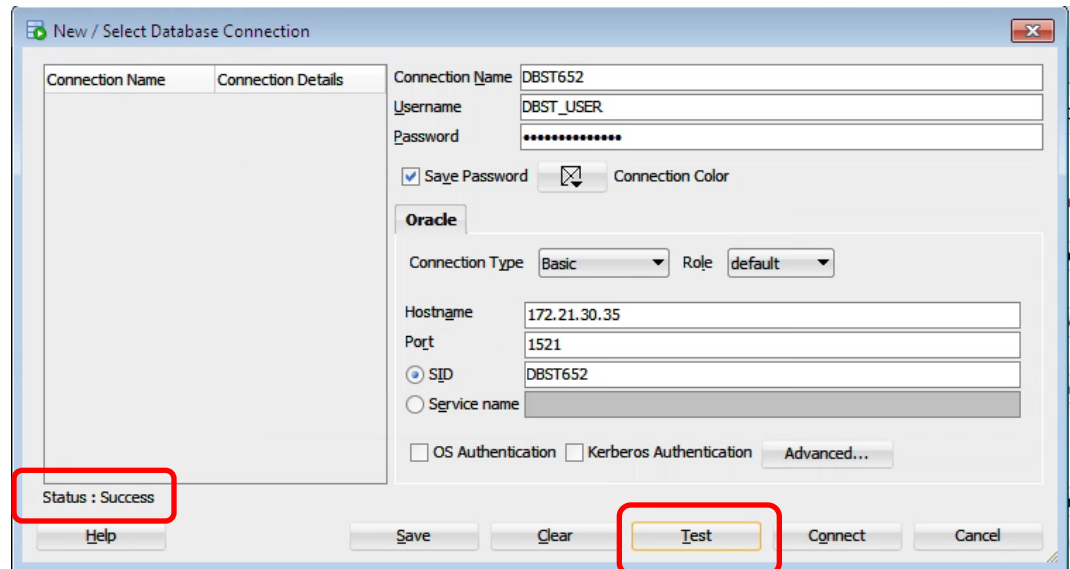 New / Select Database Connection
Connection Name Connection Details
Connection Name DBST652
Username DBST_USER
Password ••••••••••••••
Save Password Connection Color
Oracle
Connection Type Basic Role default
Hostname 172.21.30.35
Port 1521
SID DBST652
Service name
OS Authentication Kerberos Authentication Advanced...
Status : Success
Help Save Clear Test Connect Cancel